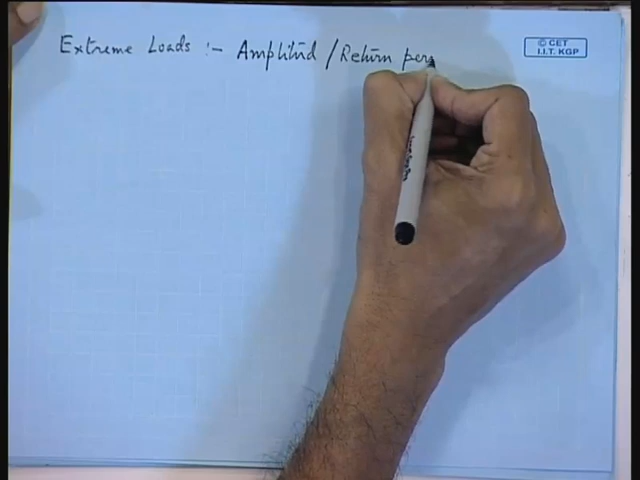 Extreme Loads :- Amplitud / Return per
© CET
I.I.T. KGP